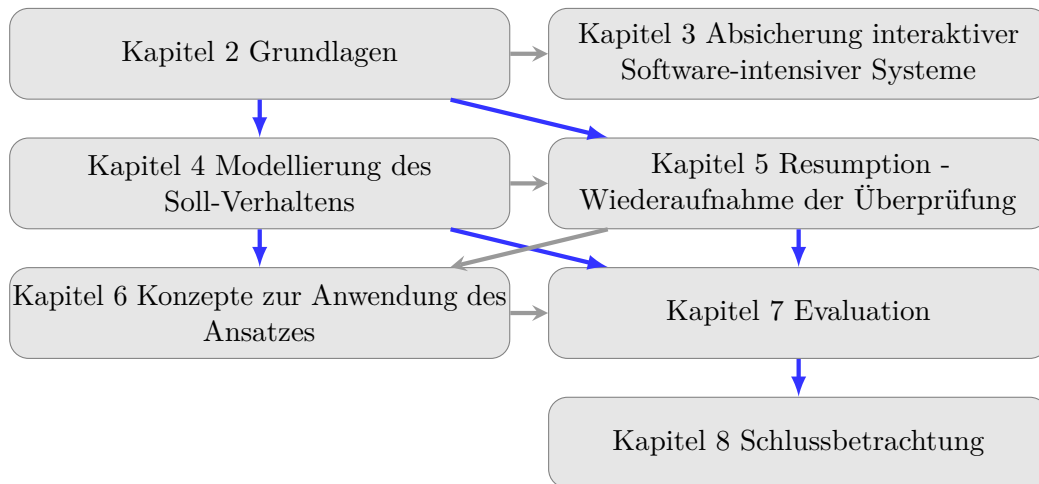 Kapitel 2 Grundlagen
Kapitel 3 Absicherung interaktiver
Software-intensiver Systeme
Kapitel 4 Modellierung des
Soll-Verhaltens
Kapitel 5 Resumption -
Wiederaufnahme der Überprüfung
Kapitel 6 Konzepte zur Anwendung des
Ansatzes
Kapitel 7 Evaluation
Kapitel 8 Schlussbetrachtung